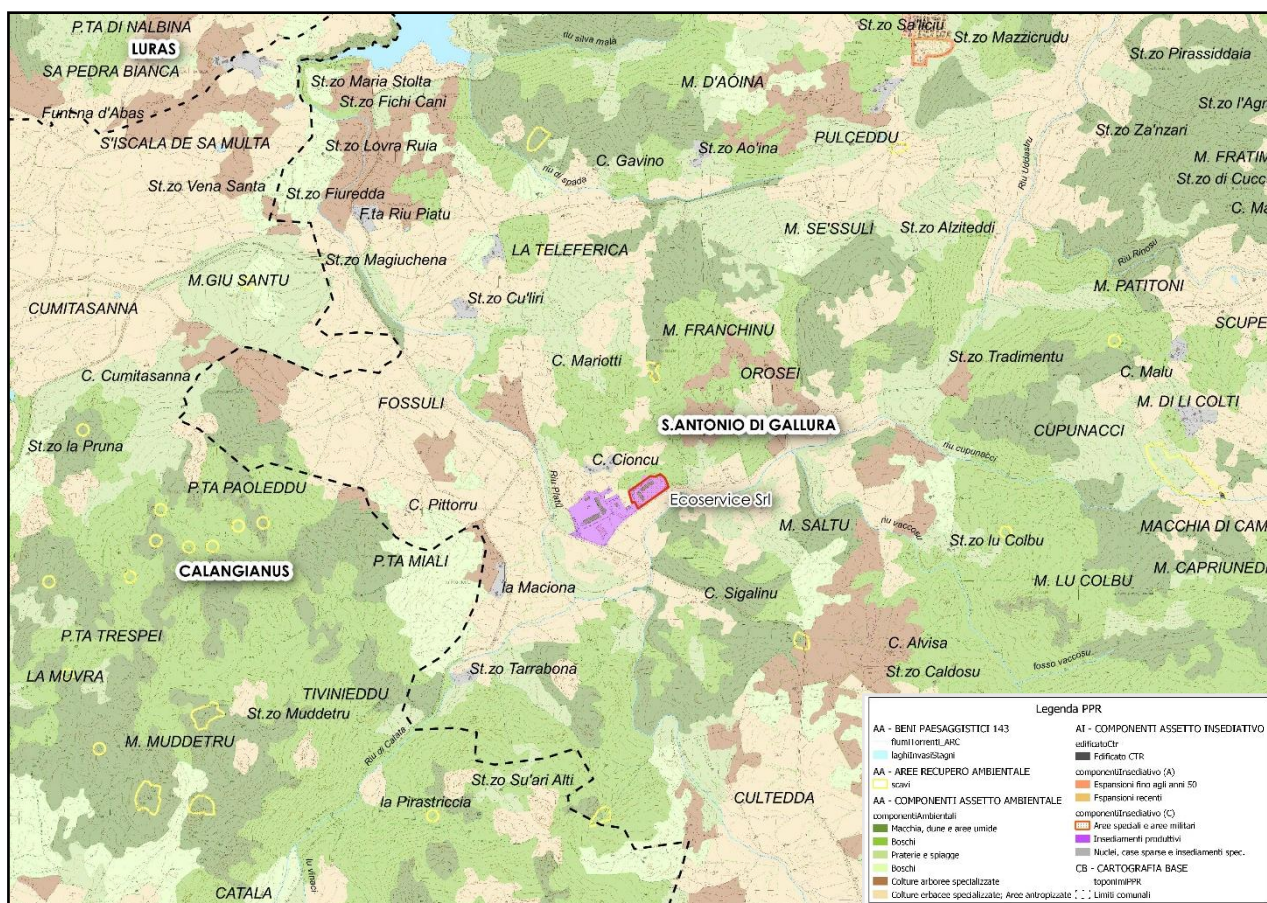 P.TA DI NALBINA
LURAS
SA PEDRA BIANCA
Funtana d'Abas
S'ISCALA DE SA MULTA
St.zo Vena Santa
St.zo Maria Stolta
St.zo Fichi Cani
St.zo Lovra Ruia
St.zo Fiuredda
F.ta Riu Piatu
St.zo Magiuchena
riu silva mala
M. D'AÓINA
St.zo Sa'liciu
St.zo Mazzicrudu
St.zo Pirassiddaia
St.zo l'Agr
St.zo Za'nzari
M. FRATIM
St.zo di Cucc
C. Ma
PULÇEDDU
St.zo Ao'ina
C. Gavino
riu di spada
Riu Uddastru
LA TELEFERICA
M. SE'SSULI
St.zo Alziteddi
Riu Rinosu
M. PATITONI
SCUPE
M.GIU SANTU
CUMITASANNA
St.zo Cu'liri
M. FRANCHINU
C. Mariotti
OROSEI
St.zo Tradimentu
C. Malu
M. DI LI COLTI
C. Cumitasanna
FOSSULI
S.ANTONIO DI GALLURA
CUPUNACCI
riu cupunacci
St.zo la Pruna
P.TA PAOLEDDU
C. Pittorru
Riu Piatu
C. Cioncu
Ecoservice Srl
M. SALTU
riu vaccosu
St.zo lu Colbu
MACCHIA DI CAM
M. CAPRIUNEDD
M. LU COLBU
CALANGIANUS
P.TA MIALI
la Maciona
C. Sigalinu
P.TA TRESPEI
LA MUVRA
TIVINIEDDU
St.zo Muddetru
M. MUDDETRU
St.zo Tarrabona
C. Alvisa
St.zo Caldosu
fosso vaccosu
Riu di Calata
St.zo Su'ari Alti
la Pirastriccia
CULTEDDA
CATALA
lu vinaci
Legenda PPR
AA - BENI PAESAGGISTICI 143
fiumiTorrenti_ARC
laghiInvasiStagni
AA - AREE RECUPERO AMBIENTALE
scavi
AA - COMPONENTI ASSETTO AMBIENTALE
componentiAmbientali
Macchia, dune e aree umide
Boschi
Praterie e spiagge
Boschi
Colture arboree specializzate
Colture erbacee specializzate; Aree antropizzate
AI - COMPONENTI ASSETTO INSEDIATIVO
edificatoCtr
Edificato CTR
componentiInsediativo (A)
Espansioni fino agli anni 50
Espansioni recenti
componentiInsediativo (C)
Aree speciali e aree militari
Insediamenti produttivi
Nuclei, case sparse e insediamenti spec.
CB - CARTOGRAFIA BASE
toponimiPPR
Limiti comunali